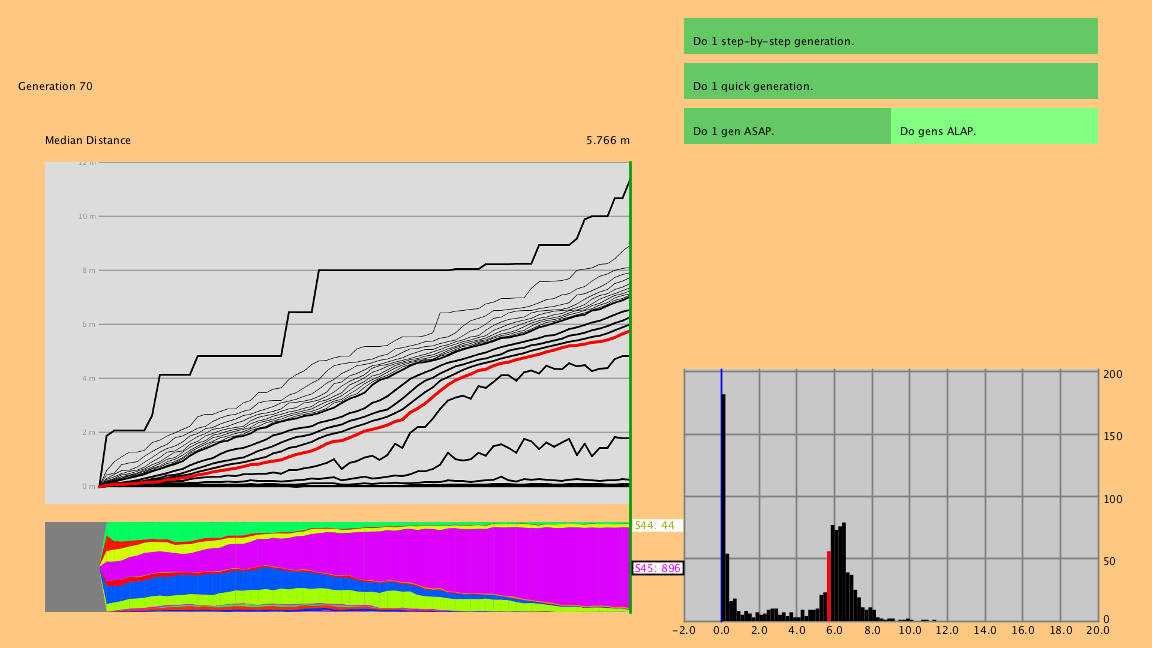 Do 1 step-by-step generation.
Generation 70
Do 1 quick generation.
Do 1 gen ASAP.
Do gens ALAP.
Median Distance
5.766 m
12 m
10 m
8 m
6 m
4 m
2 m
0 m
S44: 44
S45: 896
200
150
100
50
0
-2.0 0.0 2.0 4.0 6.0 8.0 10.0 12.0 14.0 16.0 18.0 20.0